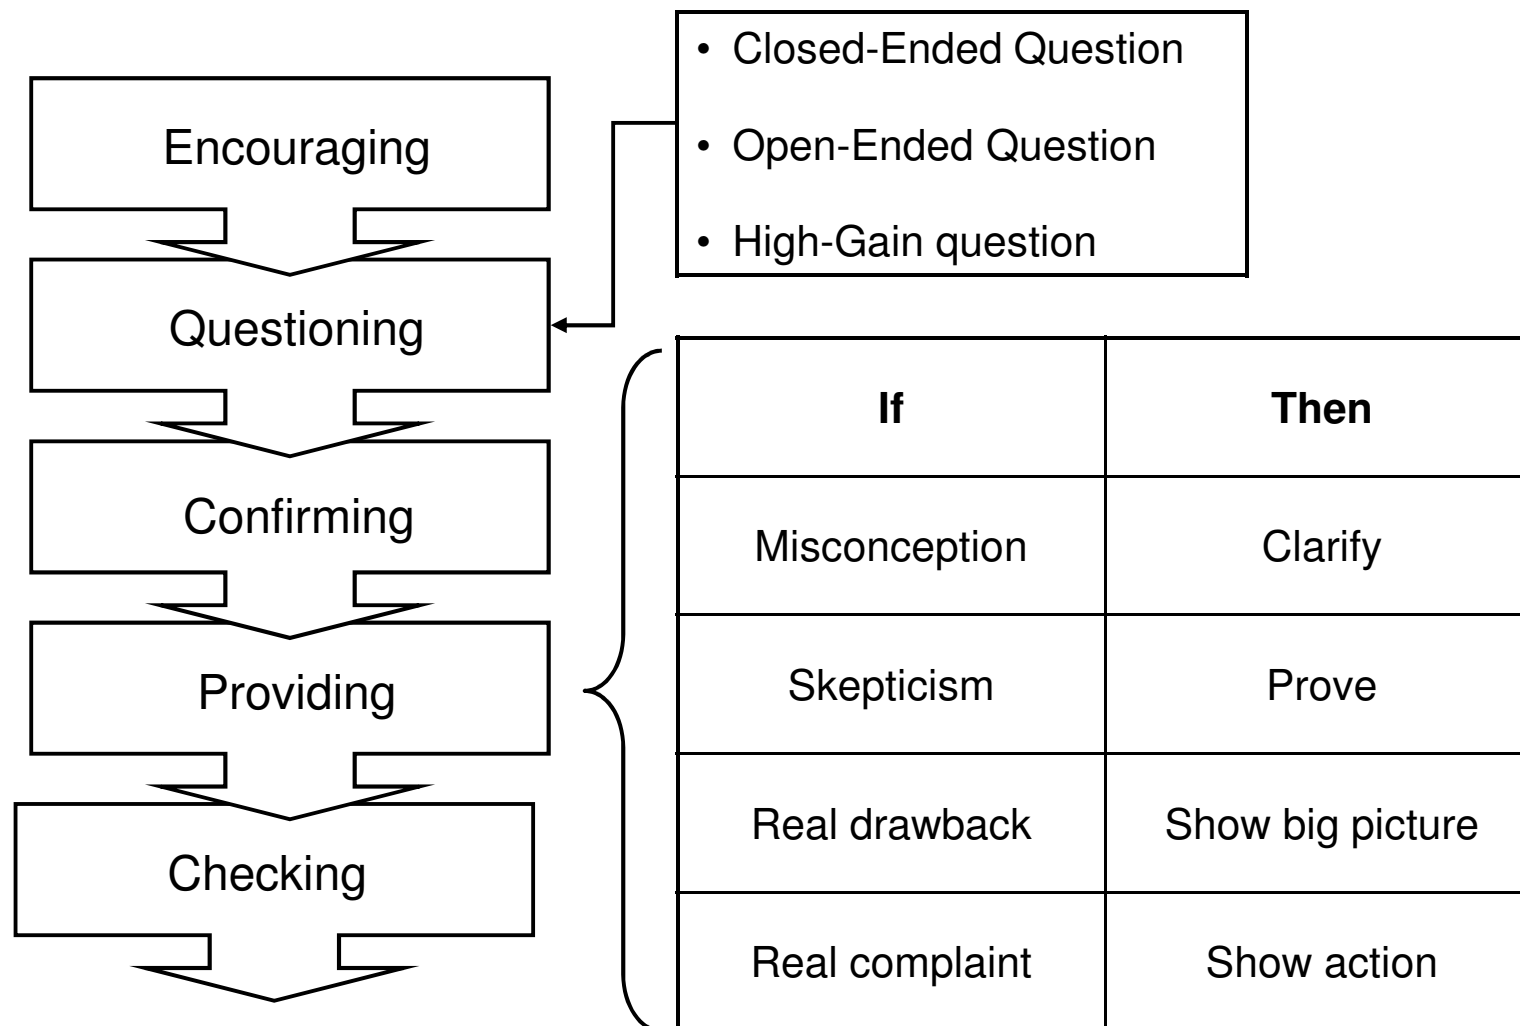 Encouraging
Questioning
Confirming
Providing
Checking
• Closed-Ended Question
• Open-Ended Question
• High-Gain question
If Then
Misconception Clarify
Skepticism Prove
Real drawback Show big picture
Real complaint Show action